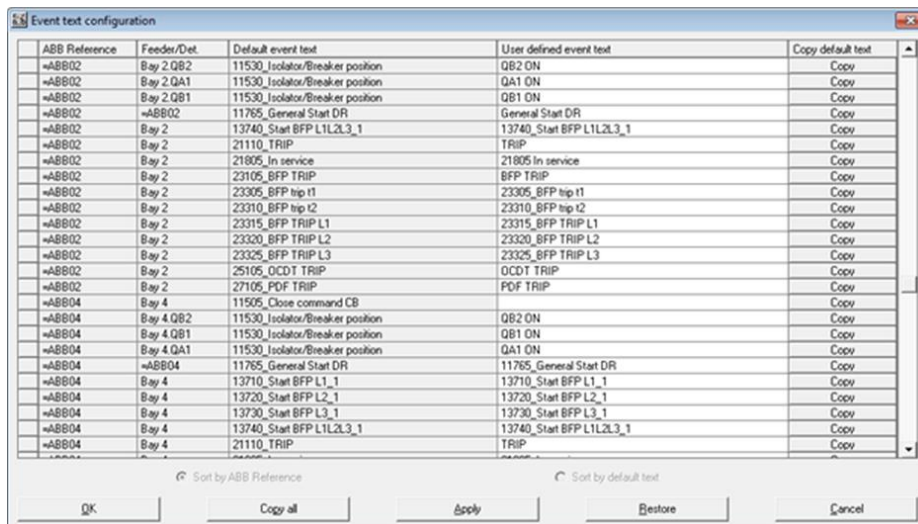 Event text configuration
ABB Reference Feeder/Det. Default event text User defined event text Copy default text
=ABB02 Bay 2.QB2 11530_Isolator/Breaker position QB2 ON Copy
=ABB02 Bay 2.QA1 11530_Isolator/Breaker position QA1 ON Copy
=ABB02 Bay 2.QB1 11530_Isolator/Breaker position QB1 ON Copy
=ABB02 =ABB02 11765_General Start DR General Start DR Copy
=ABB02 Bay 2 13740_Start BFP L1L2L3_1 13740_Start BFP L1L2L3_1 Copy
=ABB02 Bay 2 21110_TRIP TRIP Copy
=ABB02 Bay 2 21805_In service 21805 In service Copy
=ABB02 Bay 2 23105_BFP TRIP BFP TRIP Copy
=ABB02 Bay 2 23305_BFP trip t1 23305_BFP trip t1 Copy
=ABB02 Bay 2 23310_BFP trip t2 23310_BFP trip t2 Copy
=ABB02 Bay 2 23315_BFP TRIP L1 23315_BFP TRIP L1 Copy
=ABB02 Bay 2 23320_BFP TRIP L2 23320_BFP TRIP L2 Copy
=ABB02 Bay 2 23325_BFP TRIP L3 23325_BFP TRIP L3 Copy
=ABB02 Bay 2 25105_OCDT TRIP OCDT TRIP Copy
=ABB02 Bay 2 27105_PDF TRIP PDF TRIP Copy
=ABB04 Bay 4 11505_Close command CB Copy
=ABB04 Bay 4.QB2 11530_Isolator/Breaker position QB2 ON Copy
=ABB04 Bay 4.QB1 11530_Isolator/Breaker position QB1 ON Copy
=ABB04 Bay 4.QA1 11530_Isolator/Breaker position QA1 ON Copy
=ABB04 =ABB04 11765_General Start DR 11765_General Start DR Copy
=ABB04 Bay 4 13710_Start BFP L1_1 13710_Start BFP L1_1 Copy
=ABB04 Bay 4 13720_Start BFP L2_1 13720_Start BFP L2_1 Copy
=ABB04 Bay 4 13730_Start BFP L3_1 13730_Start BFP L3_1 Copy
=ABB04 Bay 4 13740_Start BFP L1L2L3_1 13740_Start BFP L1L2L3_1 Copy
=ABB04 Bay 4 21110_TRIP TRIP Copy
Sort by ABB Reference Sort by default text
OK Copy all Apply Restore Cancel